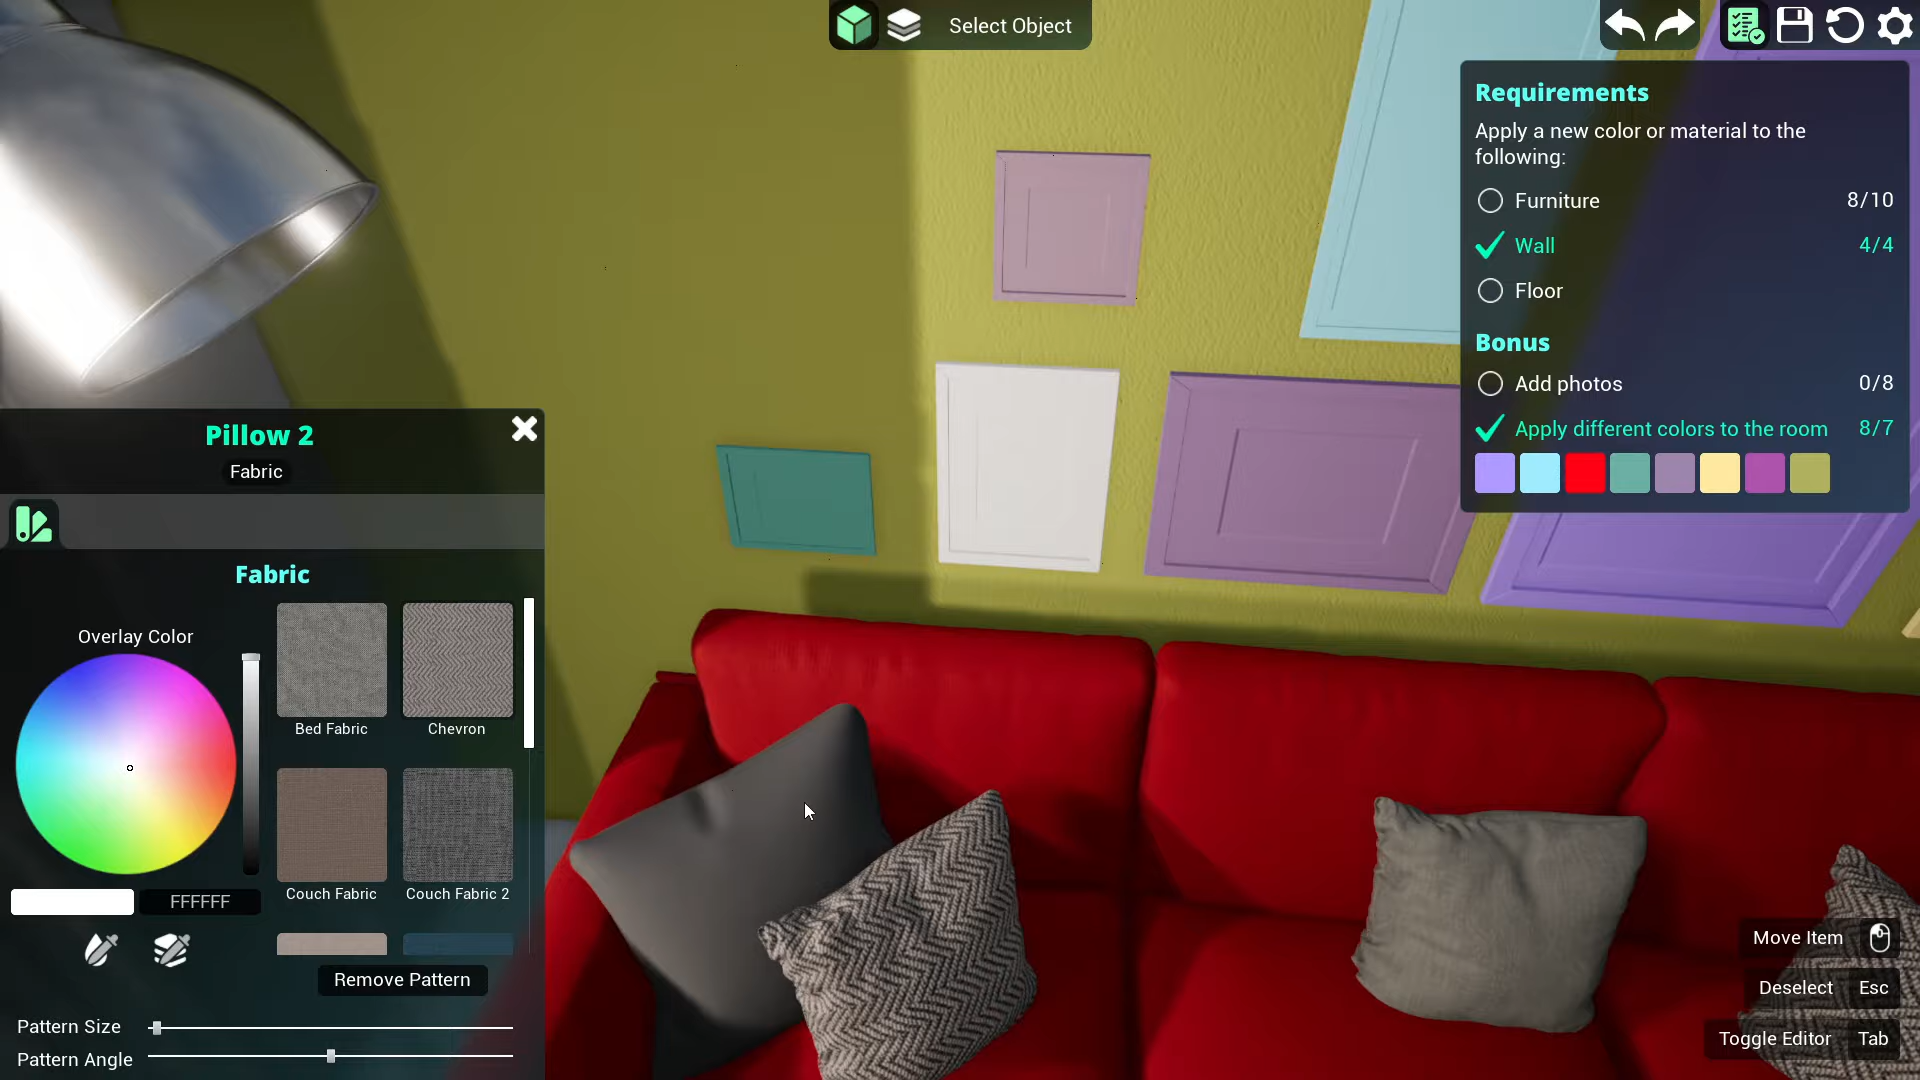 Select Object
Requirements
Apply a new color or material to the
following:
Furniture 8/10
Wall 4/4
Floor
Bonus
Add photos 0/8
Apply different colors to the room 8/7
Pillow 2
Fabric
Fabric
Overlay Color
Bed Fabric
Chevron
Couch Fabric
Couch Fabric 2
FFFFFF
Remove Pattern
Pattern Size
Pattern Angle
Move Item
Deselect Esc
Toggle Editor Tab